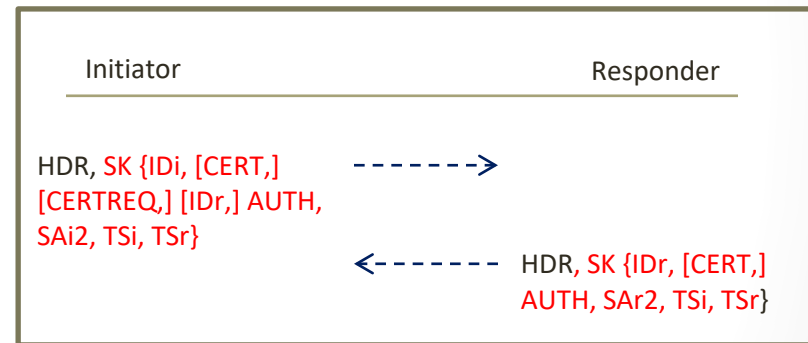 Initiator
Responder
HDR, SK {IDi, [CERT,]
[CERTREQ,] [IDr,] AUTH,
SAi2, TSi, TSr}
HDR, SK {IDr, [CERT,]
AUTH, SAr2, TSi, TSr}